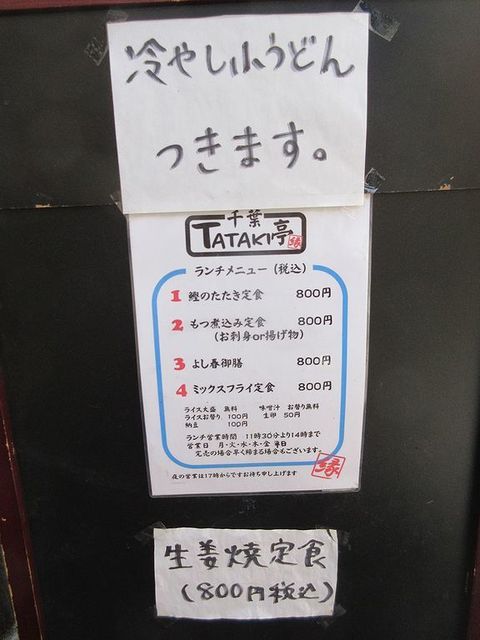 冷やし小うどん
つきます。
千葉
TATAKI亭
縁
ランチメニュー（税込）
1 鰹のたたき定食 800円
2 もつ煮込み定食 800円
（お刺身or揚げ物）
3 よし春御膳 800円
4 ミックスフライ定食 800円
ライス大盛 無料 味噌汁 お替り無料
ライスお替り 100円 生卵 50円
納豆 100円
ランチ営業時間 11時30分より14時まで
営業日 月・火・水・木・金 平日
完売の場合早く締まる場合もございます。
縁
夜の営業は17時からですお待ち申し上げます
生姜焼定食
（800円税込）